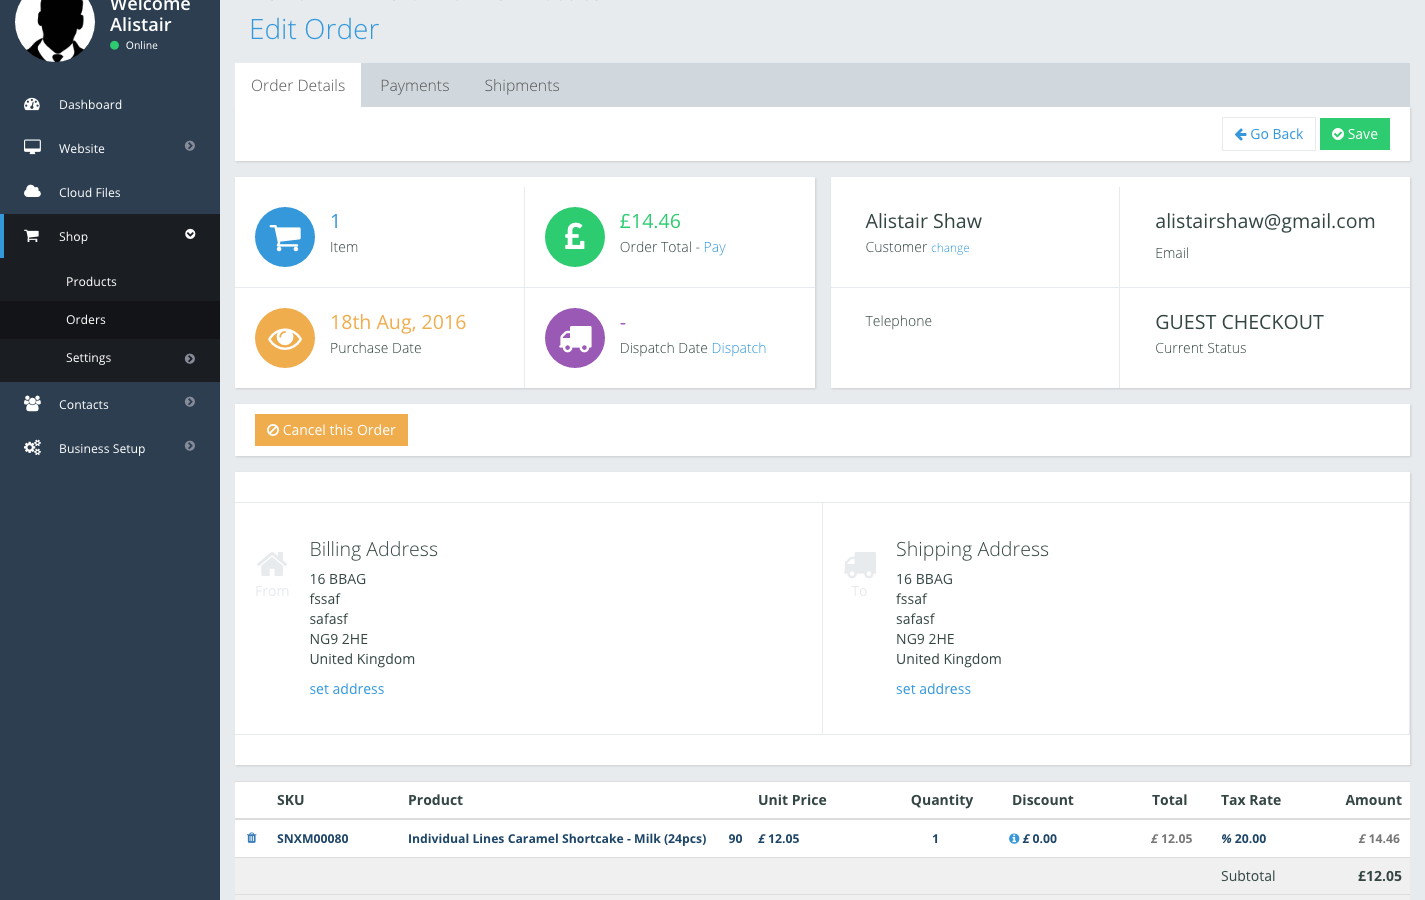 Welcome
Alistair
Online
Dashboard
Website
Cloud Files
Shop
Products
Orders
Settings
Contacts
Business Setup
Edit Order
Order Details Payments Shipments
Go Back Save
1
Item
£14.46
Order Total - Pay
18th Aug, 2016
Purchase Date
-
Dispatch Date Dispatch
Alistair Shaw
Customer change
alistairshaw@gmail.com
Email
Telephone
GUEST CHECKOUT
Current Status
Cancel this Order
From
Billing Address
16 BBAG
fssaf
safasf
NG9 2HE
United Kingdom
set address
To
Shipping Address
16 BBAG
fssaf
safasf
NG9 2HE
United Kingdom
set address
SKU Product Unit Price Quantity Discount Total Tax Rate Amount
SNXM00080 Individual Lines Caramel Shortcake - Milk (24pcs) 90 £ 12.05 1 £ 0.00 £ 12.05 % 20.00 £ 14.46
Subtotal £12.05